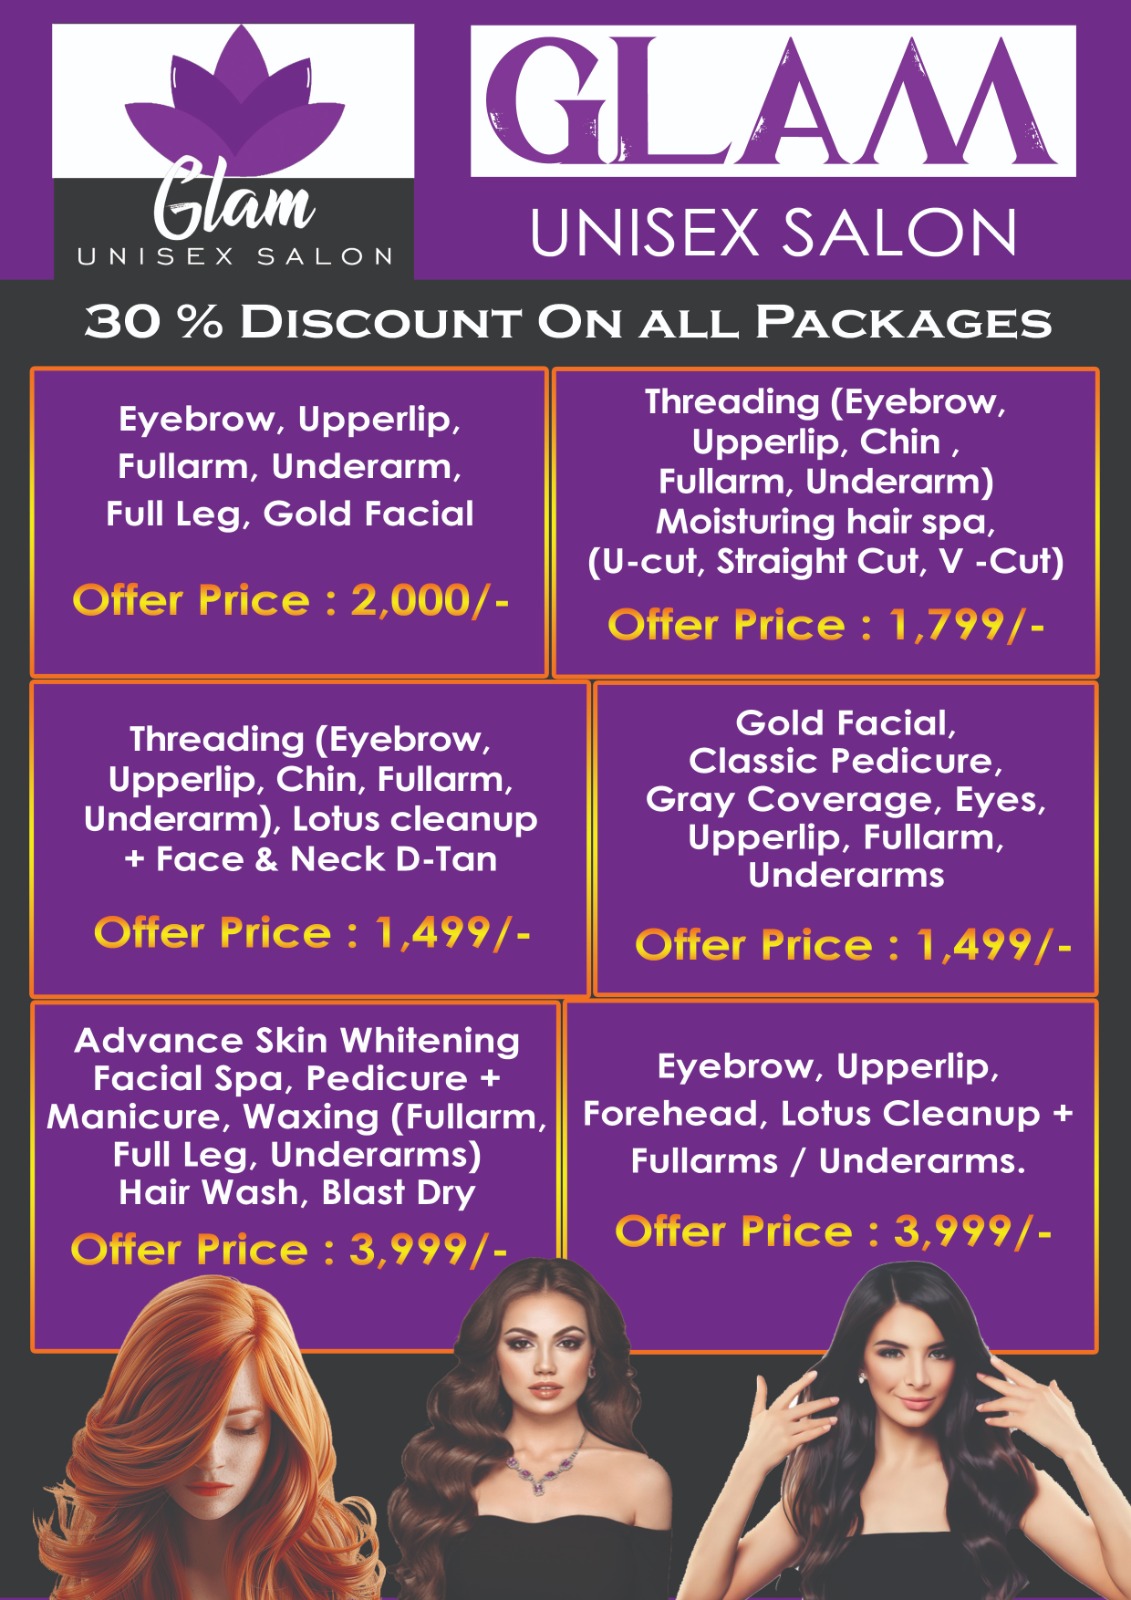 Glam
UNISEX SALON
GLAM
UNISEX SALON
30 % DISCOUNT ON ALL PACKAGES
Eyebrow, Upperlip,
Fullarm, Underarm,
Full Leg, Gold Facial
Offer Price : 2,000/-
Threading (Eyebrow,
Upperlip, Chin ,
Fullarm, Underarm)
Moisturing hair spa,
(U-cut, Straight Cut, V -Cut)
Offer Price : 1,799/-
Threading (Eyebrow,
Upperlip, Chin, Fullarm,
Underarm), Lotus cleanup
+ Face & Neck D-Tan
Offer Price : 1,499/-
Gold Facial,
Classic Pedicure,
Gray Coverage, Eyes,
Upperlip, Fullarm,
Underarms
Offer Price : 1,499/-
Advance Skin Whitening
Facial Spa, Pedicure +
Manicure, Waxing (Fullarm,
Full Leg, Underarms)
Hair Wash, Blast Dry
Offer Price : 3,999/-
Eyebrow, Upperlip,
Forehead, Lotus Cleanup +
Fullarms / Underarms.
Offer Price : 3,999/-